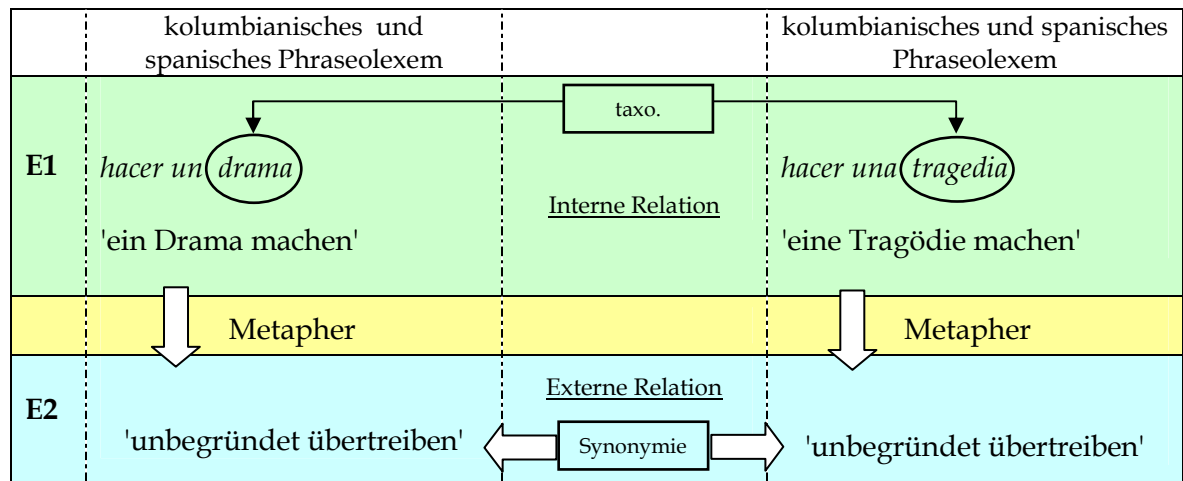 kolumbianisches und
spanisches Phraseolexem
kolumbianisches und spanisches
Phraseolexem
taxo.
E1
hacer un drama
hacer una tragedia
Interne Relation
'ein Drama machen'
'eine Tragödie machen'
Metapher
Metapher
Externe Relation
E2
'unbegründet übertreiben'
Synonymie
'unbegründet übertreiben'